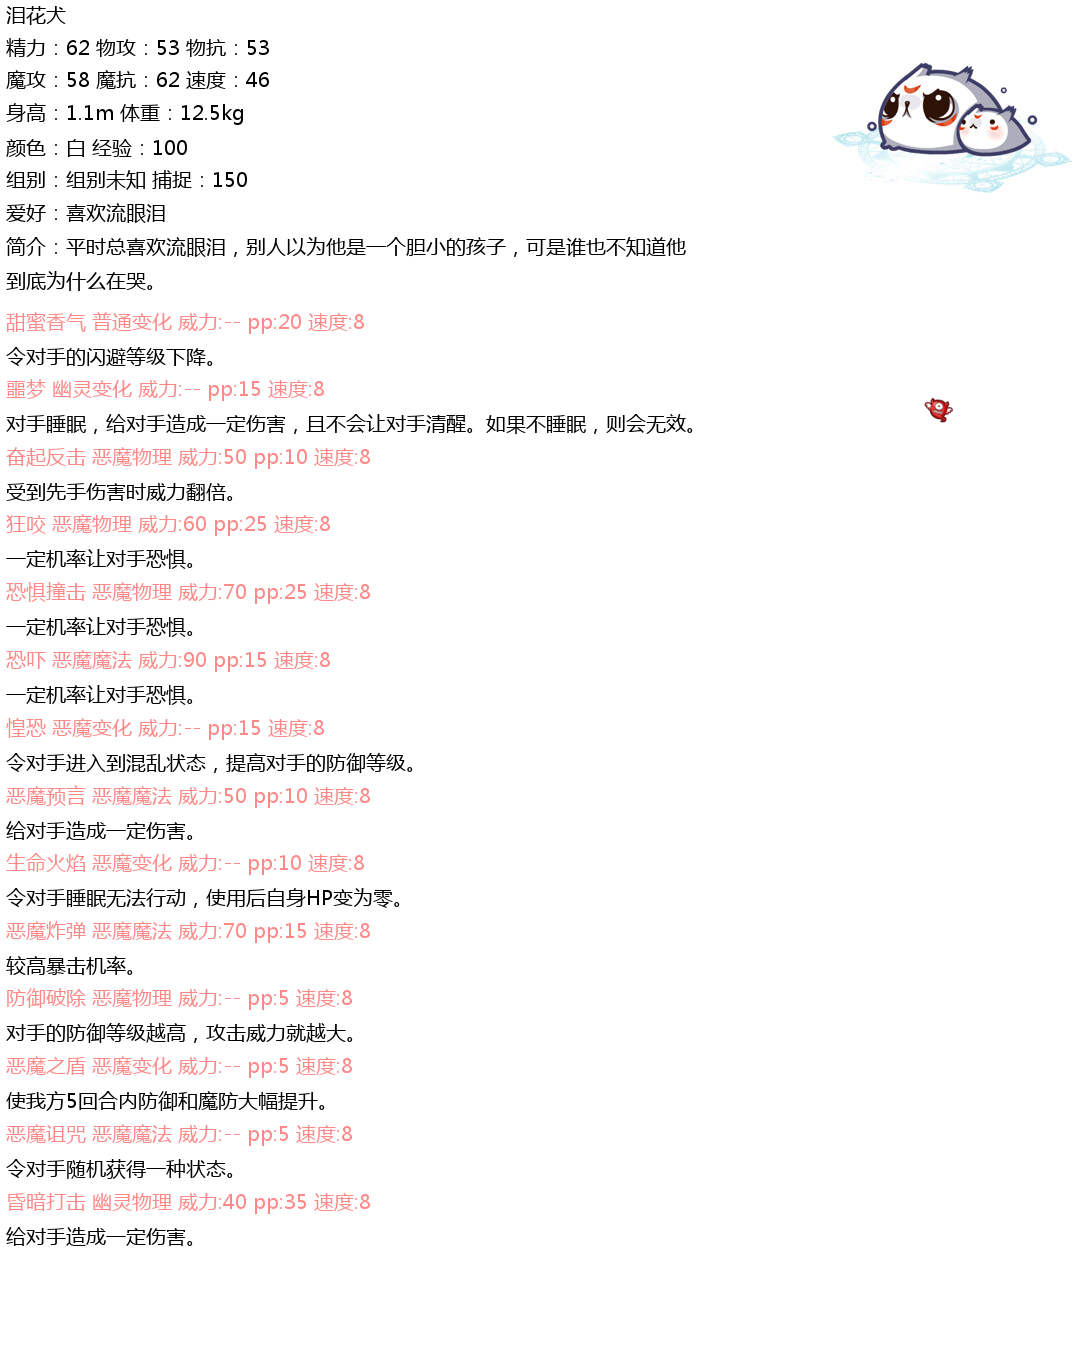 泪花犬
精力：62 物攻：53 物抗：53
魔攻：58 魔抗：62 速度：46
身高：1.1m 体重：12.5kg
颜色：白 经验：100
组别：组别未知 捕捉：150
爱好：喜欢流眼泪
简介：平时总喜欢流眼泪，别人以为他是一个胆小的孩子，可是谁也不知道他
到底为什么在哭。
甜蜜香气 普通变化 威力:-- pp:20 速度:8
令对手的闪避等级下降。
噩梦 幽灵变化 威力:-- pp:15 速度:8
对手睡眠，给对手造成一定伤害，且不会让对手清醒。如果不睡眠，则会无效。
奋起反击 恶魔物理 威力:50 pp:10 速度:8
受到先手伤害时威力翻倍。
狂咬 恶魔物理 威力:60 pp:25 速度:8
一定机率让对手恐惧。
恐惧撞击 恶魔物理 威力:70 pp:25 速度:8
一定机率让对手恐惧。
恐吓 恶魔魔法 威力:90 pp:15 速度:8
一定机率让对手恐惧。
惶恐 恶魔变化 威力:-- pp:15 速度:8
令对手进入到混乱状态，提高对手的防御等级。
恶魔预言 恶魔魔法 威力:50 pp:10 速度:8
给对手造成一定伤害。
生命火焰 恶魔变化 威力:-- pp:10 速度:8
令对手睡眠无法行动，使用后自身HP变为零。
恶魔炸弹 恶魔魔法 威力:70 pp:15 速度:8
较高暴击机率。
防御破除 恶魔物理 威力:-- pp:5 速度:8
对手的防御等级越高，攻击威力就越大。
恶魔之盾 恶魔变化 威力:-- pp:5 速度:8
使我方5回合内防御和魔防大幅提升。
恶魔诅咒 恶魔魔法 威力:-- pp:5 速度:8
令对手随机获得一种状态。
昏暗打击 幽灵物理 威力:40 pp:35 速度:8
给对手造成一定伤害。